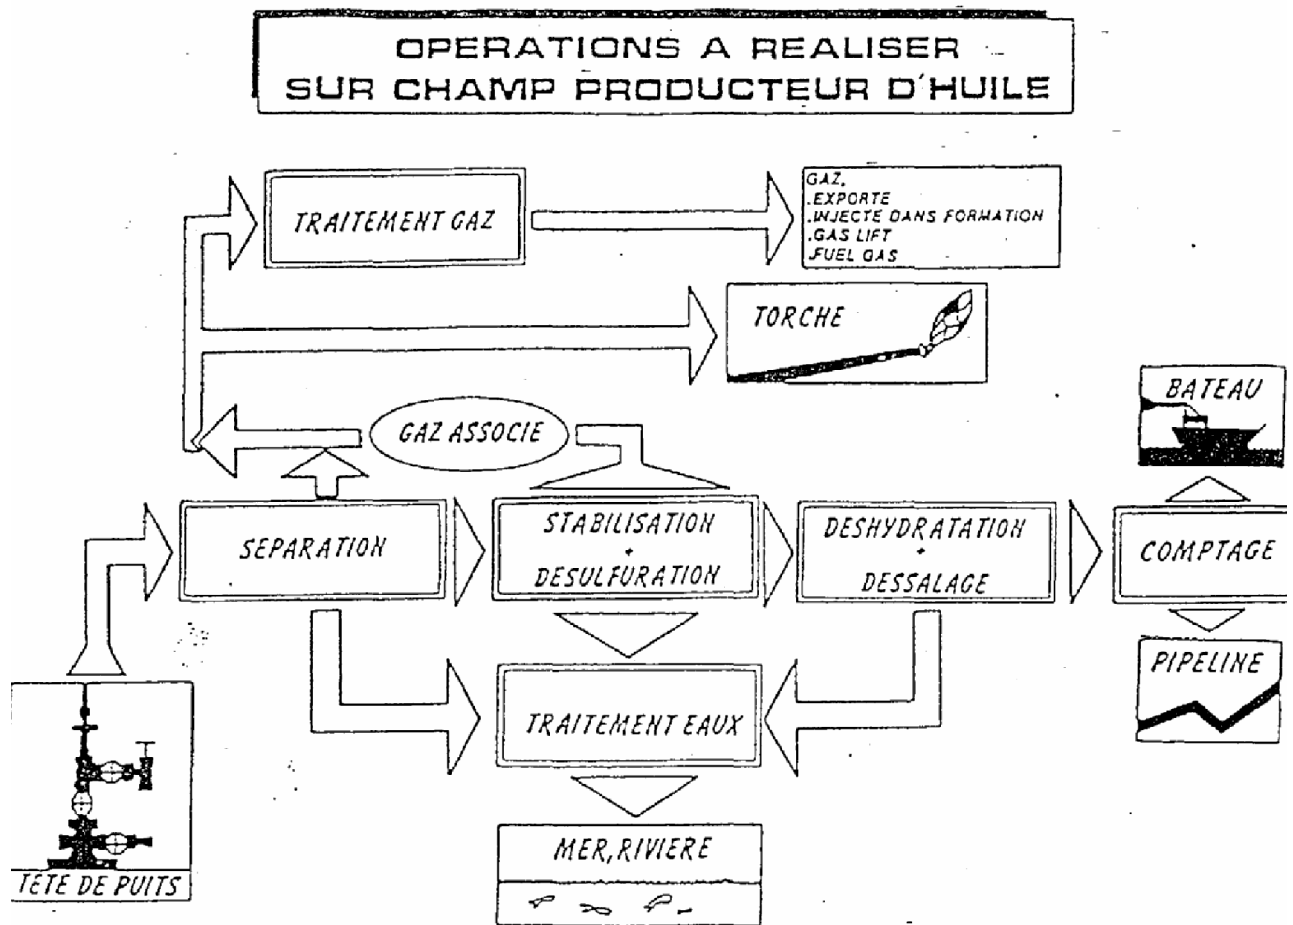 OPERATIONS A REALISER
SUR CHAMP PRODUCTEUR D'HUILE
TRAITEMENT GAZ
GAZ,
.EXPORTE
.INJECTE DANS FORMATION
.GAS LIFT
.FUEL GAS
TORCHE
BATEAU
GAZ ASSOCIE
SEPARATION
STABILISATION
+
DESULFURATION
DESHYDRATATION
+
DESSALAGE
COMPTAGE
PIPELINE
TRAITEMENT EAUX
MER, RIVIERE
TETE DE PUITS